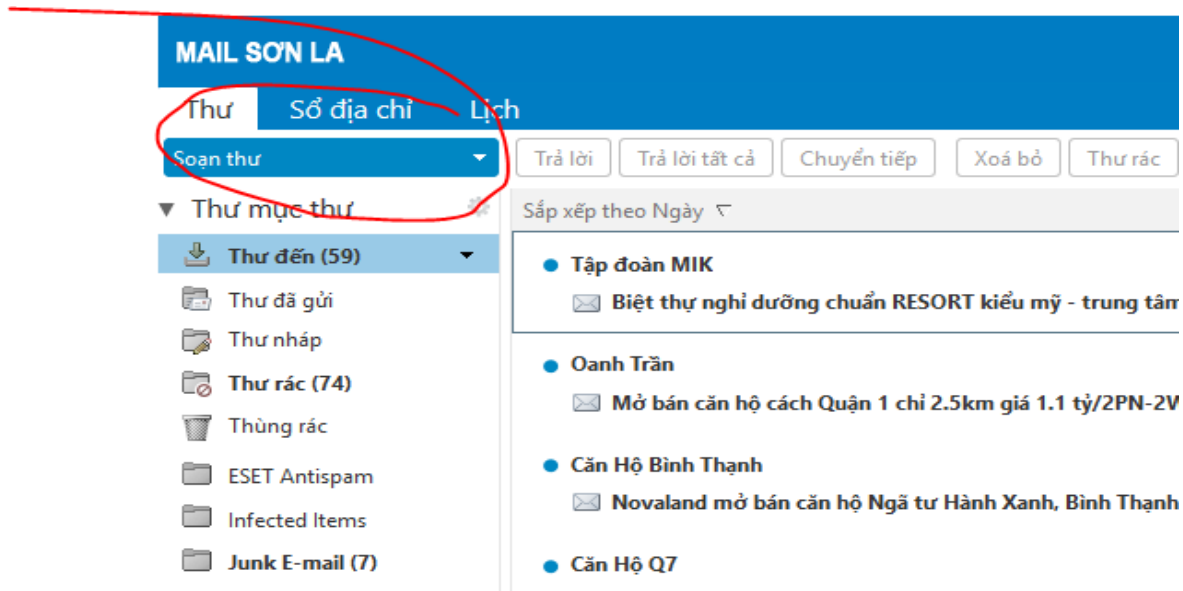 MAIL SƠN LA
Thư Sổ địa chỉ Lịch
Soạn thư Trả lời Trả lời tất cả Chuyển tiếp Xoá bỏ Thư rác
Thư mục thư Sắp xếp theo Ngày
Thư đến (59) Tập đoàn MIK
Thư đã gửi Biệt thự nghỉ dưỡng chuẩn RESORT kiểu mỹ - trung tâm
Thư nháp
Oanh Trần
Thư rác (74) Mở bán căn hộ cách Quận 1 chỉ 2.5km giá 1.1 tỷ/2PN-2W
Thùng rác
Căn Hộ Bình Thạnh
ESET Antispam Novaland mở bán căn hộ Ngã tư Hành Xanh, Bình Thạnh
Infected Items
Junk E-mail (7) Căn Hộ Q7